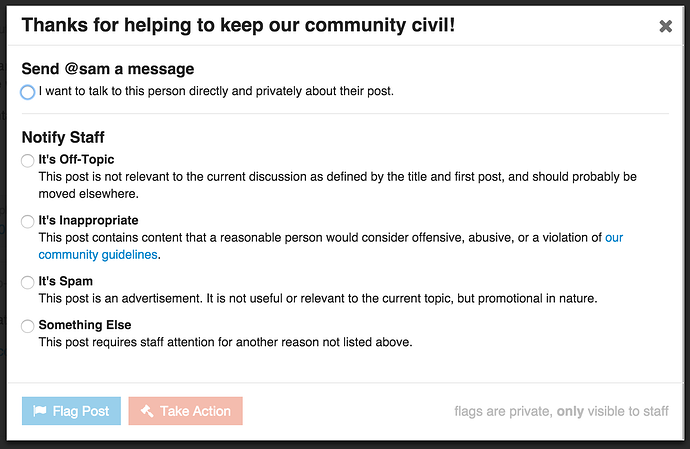 Thanks for helping to keep our community civil!
Send @sam a message
I want to talk to this person directly and privately about their post.
Notify Staff
It's Off-Topic
This post is not relevant to the current discussion as defined by the title and first post, and should probably be
moved elsewhere.
It's Inappropriate
This post contains content that a reasonable person would consider offensive, abusive, or a violation of our
community guidelines.
It's Spam
This post is an advertisement. It is not useful or relevant to the current topic, but promotional in nature.
Something Else
This post requires staff attention for another reason not listed above.
Flag Post
Take Action
flags are private, only visible to staff